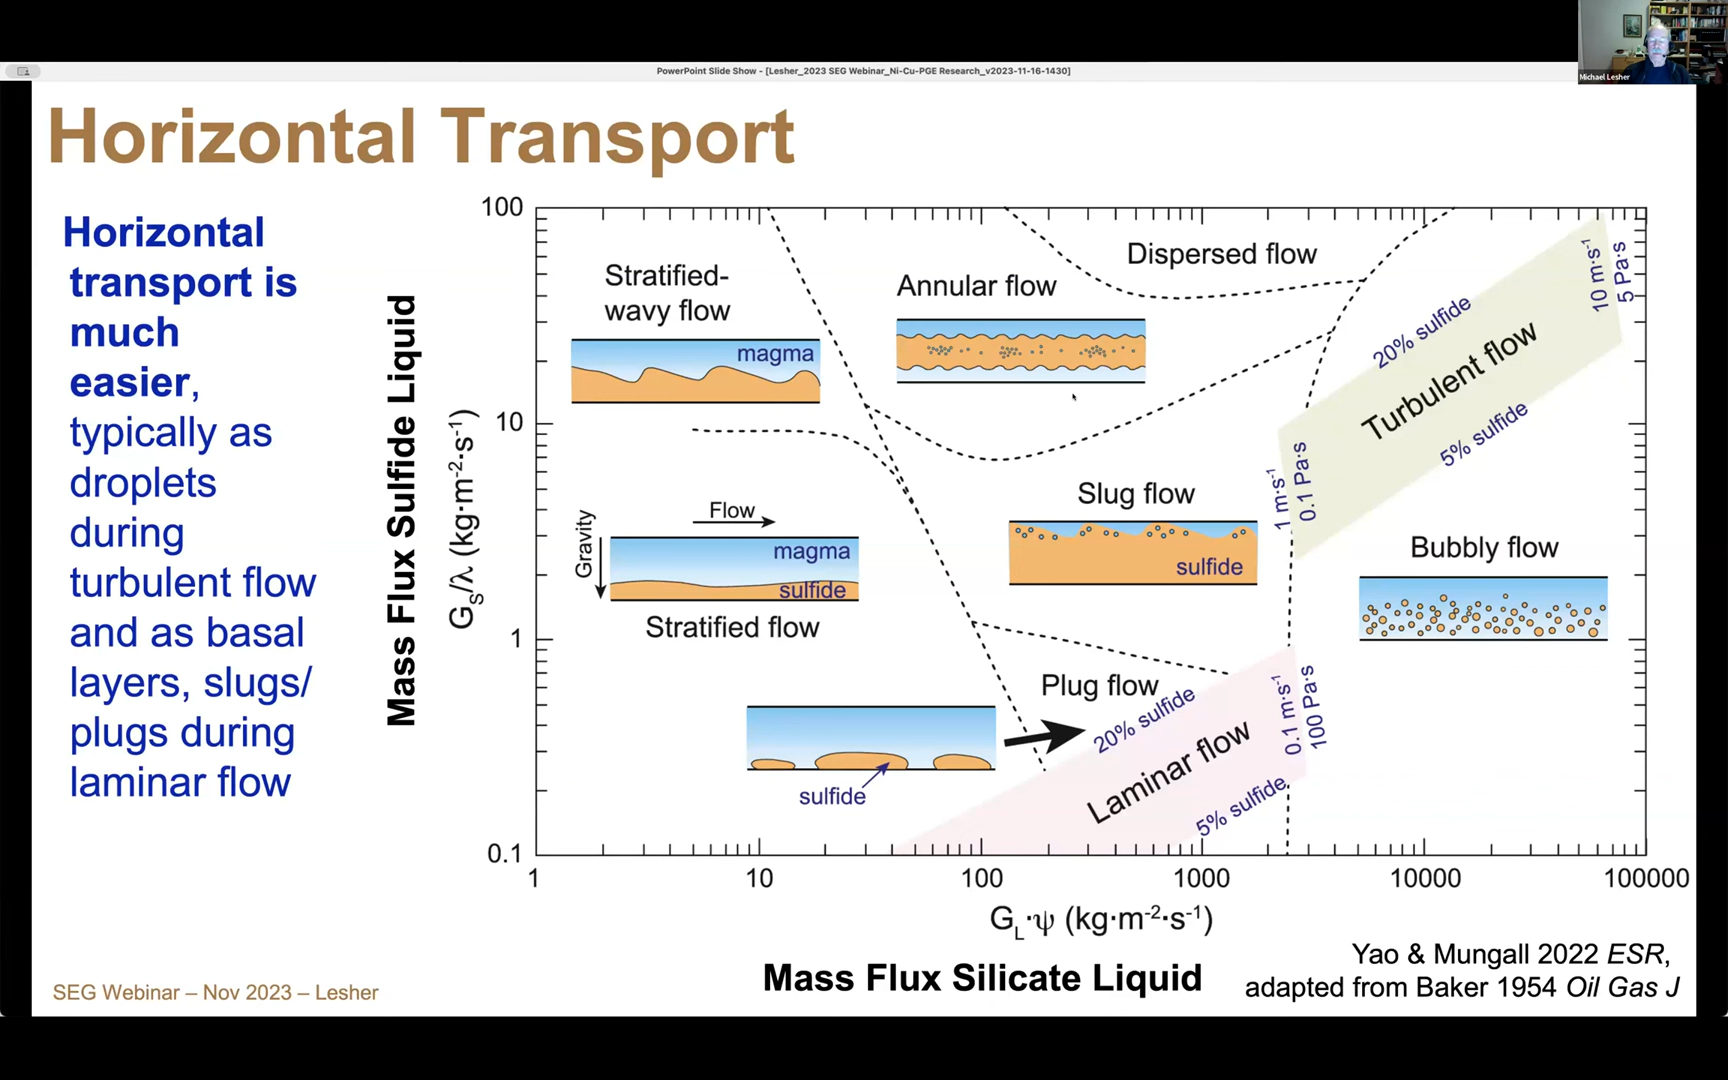 Michael Lesher
PowerPoint Slide Show - [Lesher_2023 SEG Webinar_Ni-Cu-PGE Research_v2023-11-16-1430]
Horizontal Transport
Horizontal
transport is
much
easier,
typically as
droplets
during
turbulent flow
and as basal
layers, slugs/
plugs during
laminar flow
Mass Flux Sulfide Liquid
G_S/λ (kg·m⁻²·s⁻¹)
100
10
1
0.1
Stratified-
wavy flow
magma
Annular flow
Dispersed flow
20% sulfide
Turbulent flow
5% sulfide
10 m·s⁻¹
5 Pa·s
1 m·s⁻¹
0.1 Pa·s
Gravity
Flow
magma
sulfide
Stratified flow
Slug flow
sulfide
Bubbly flow
Plug flow
sulfide
20% sulfide
Laminar flow
5% sulfide
0.1 m·s⁻¹
100 Pa·s
1
10
100
1000
10000
100000
G_L·ψ (kg·m⁻²·s⁻¹)
Mass Flux Silicate Liquid
Yao & Mungall 2022 ESR,
adapted from Baker 1954 Oil Gas J
SEG Webinar – Nov 2023 – Lesher